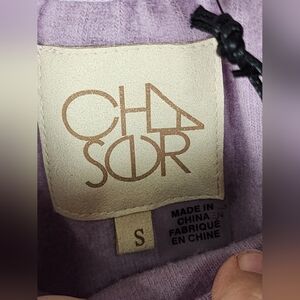 CHA
SER
S
MADE IN
CHINA
FABRIQUÉ
EN CHINE